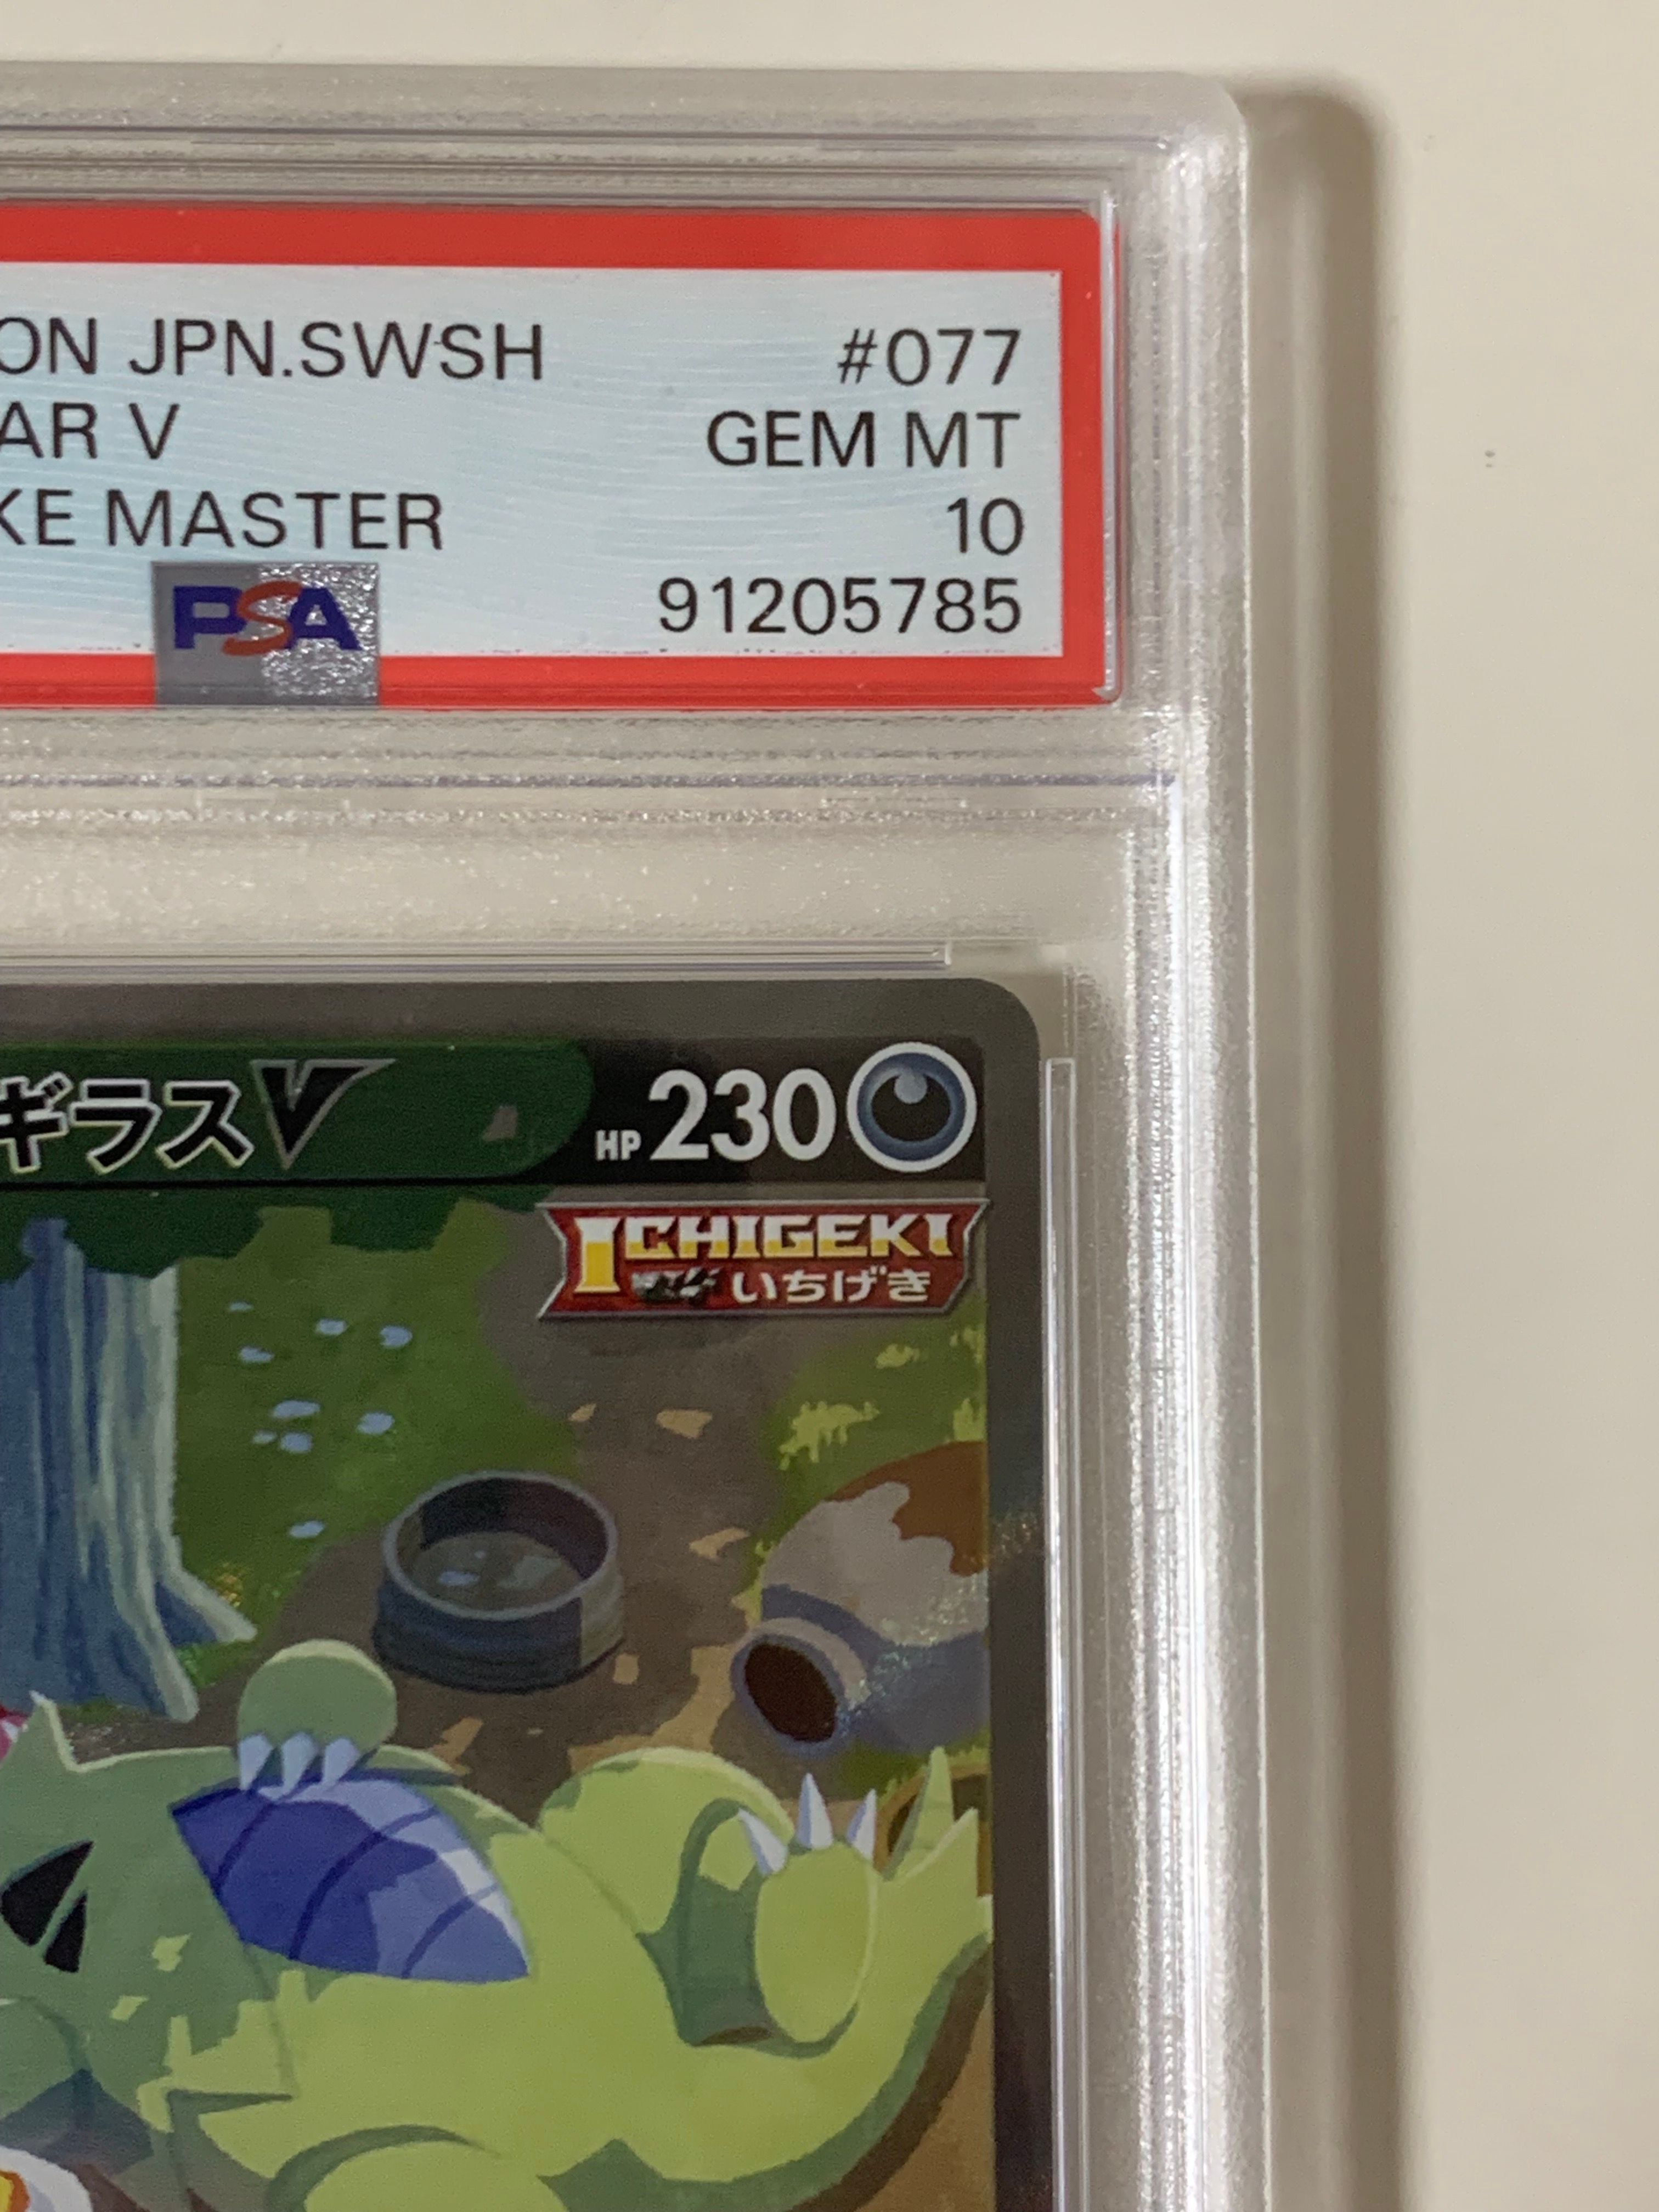 ON JPN.SWSH #077
AR V GEM MT
KE MASTER 10
PSA 91205785
ギラスV HP 230
ICHIGEKI
いちげき